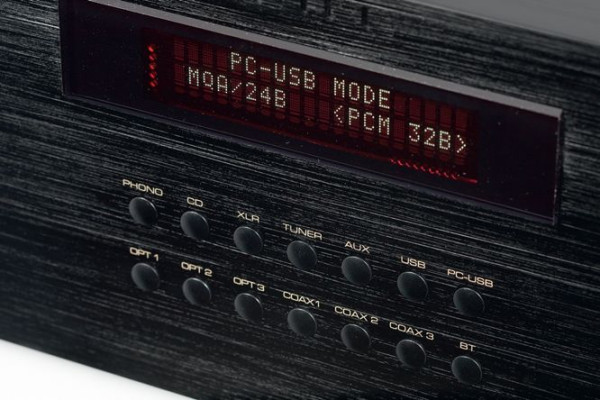 PC-USB MODE
MQA/24B <PCM 32B>
PHONO CD XLR TUNER AUX USB PC-USB
OPT 1 OPT 2 OPT 3 COAX1 COAX 2 COAX 3 BT